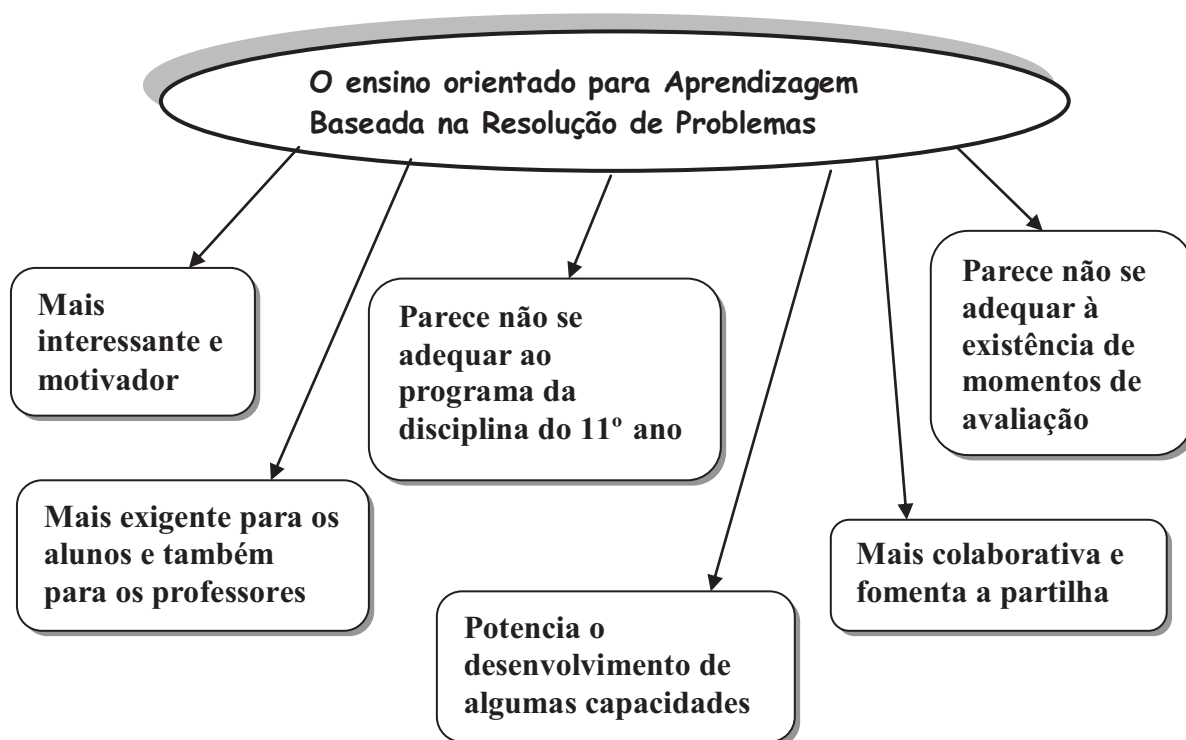 O ensino orientado para Aprendizagem
Baseada na Resolução de Problemas
Mais
interessante e
motivador
Parece não se
adequar ao
programa da
disciplina do 11º ano
Parece não se
adequar à
existência de
momentos de
avaliação
Mais exigente para os
alunos e também
para os professores
Potencia o
desenvolvimento de
algumas capacidades
Mais colaborativa e
fomenta a partilha